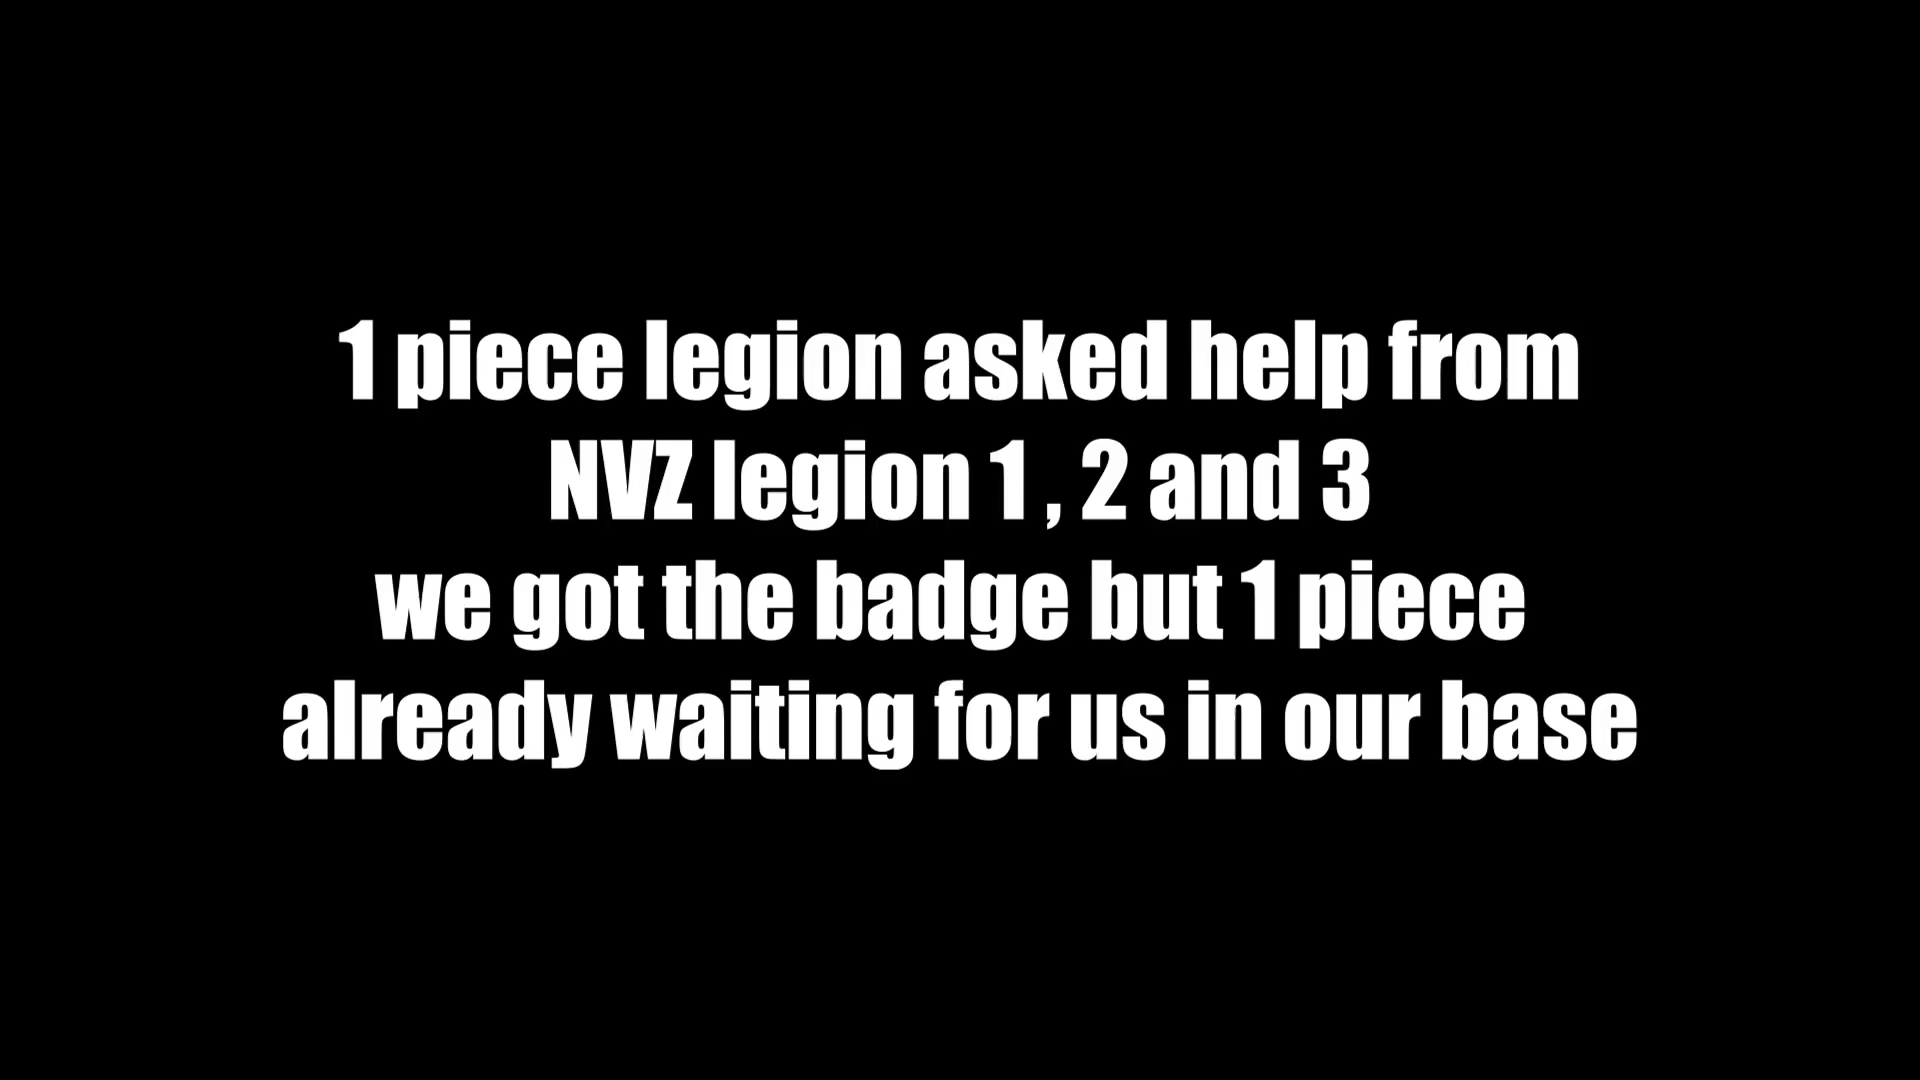 1 piece legion asked help from
NVZ legion 1 , 2 and 3
we got the badge but 1 piece
already waiting for us in our base